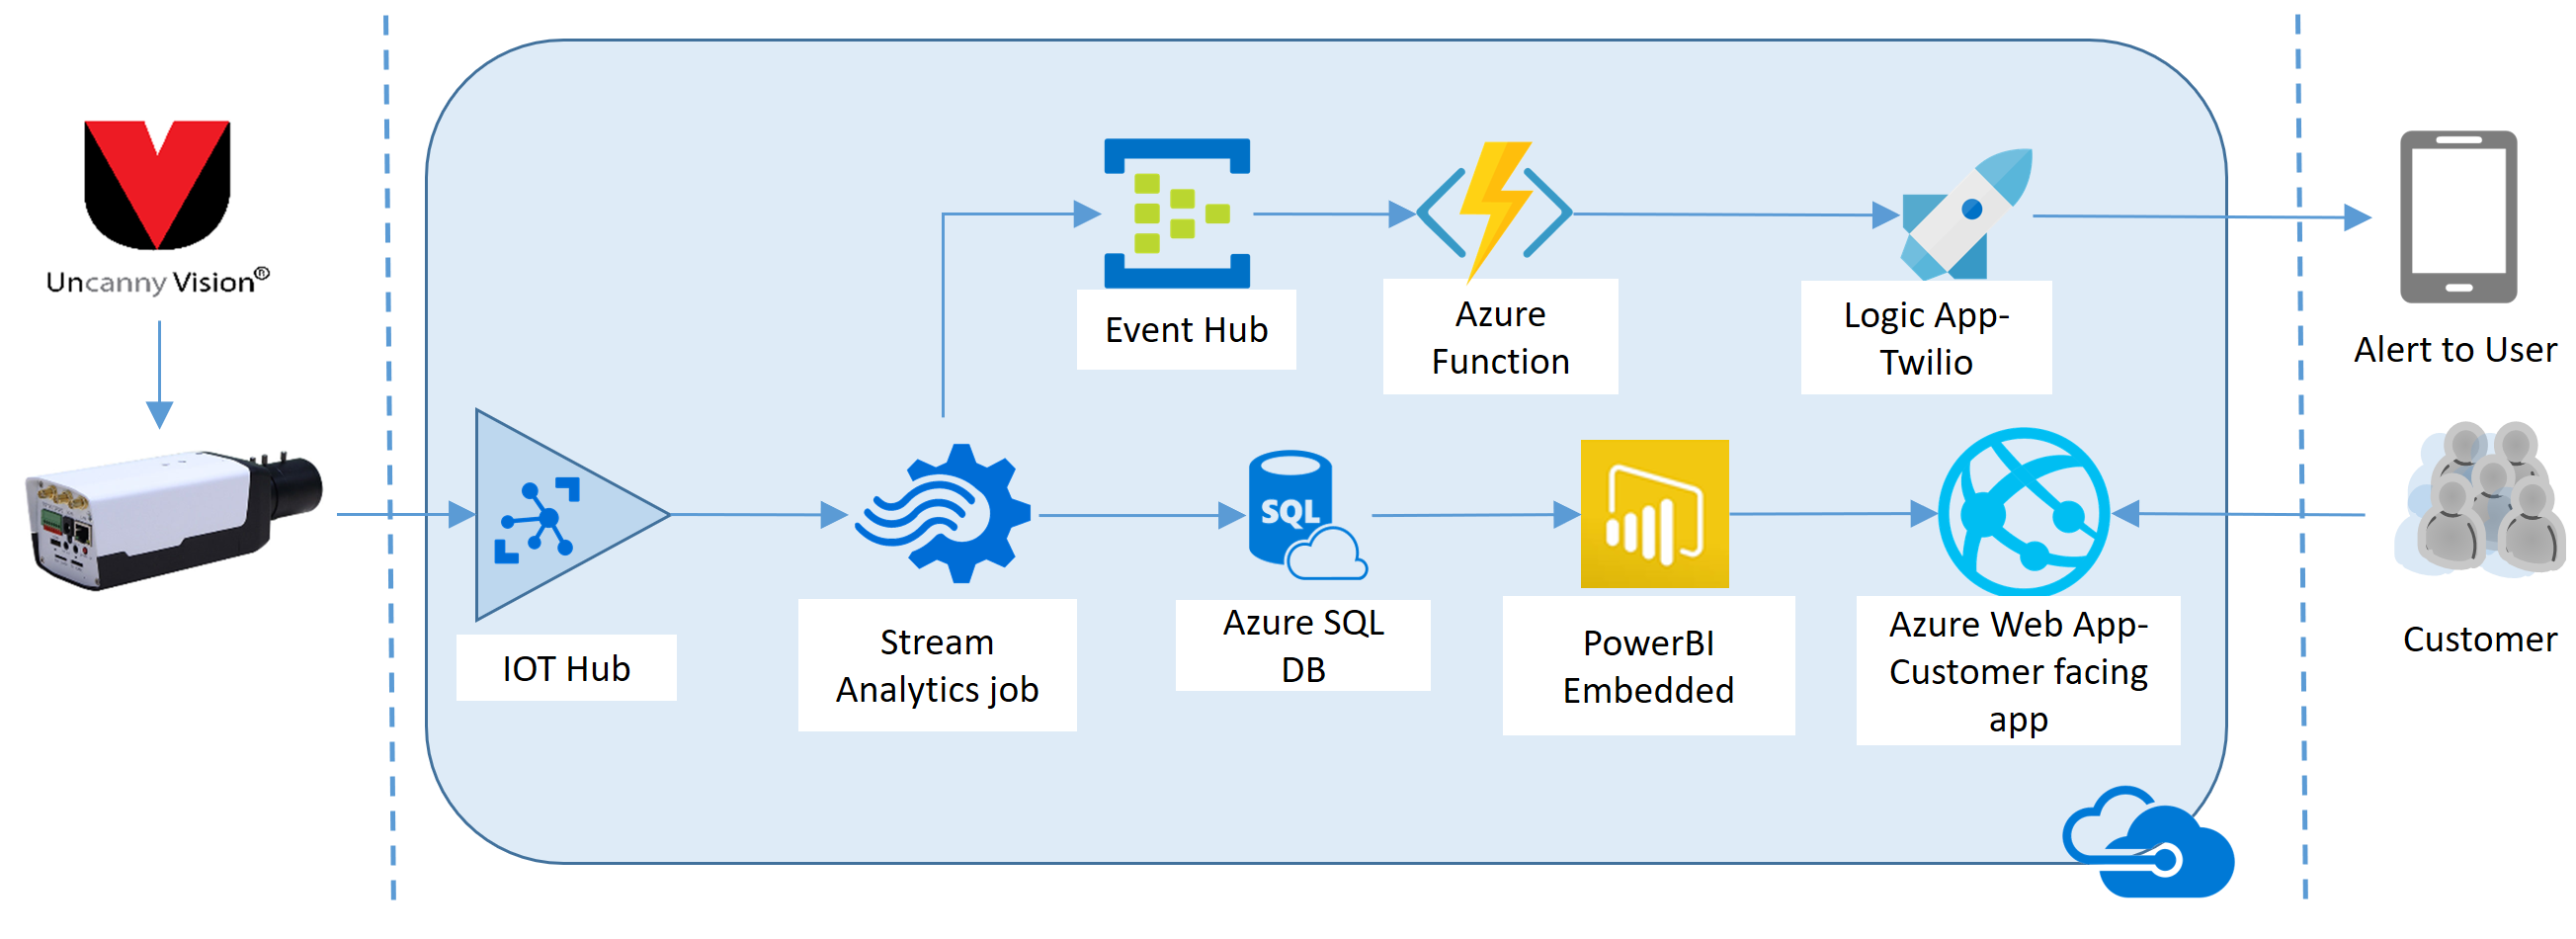 Uncanny Vision®
Event Hub
Azure
Function
Logic App-
Twilio
Alert to User
IOT Hub
Stream
Analytics job
SQL
Azure SQL
DB
PowerBI
Embedded
Azure Web App-
Customer facing
app
Customer